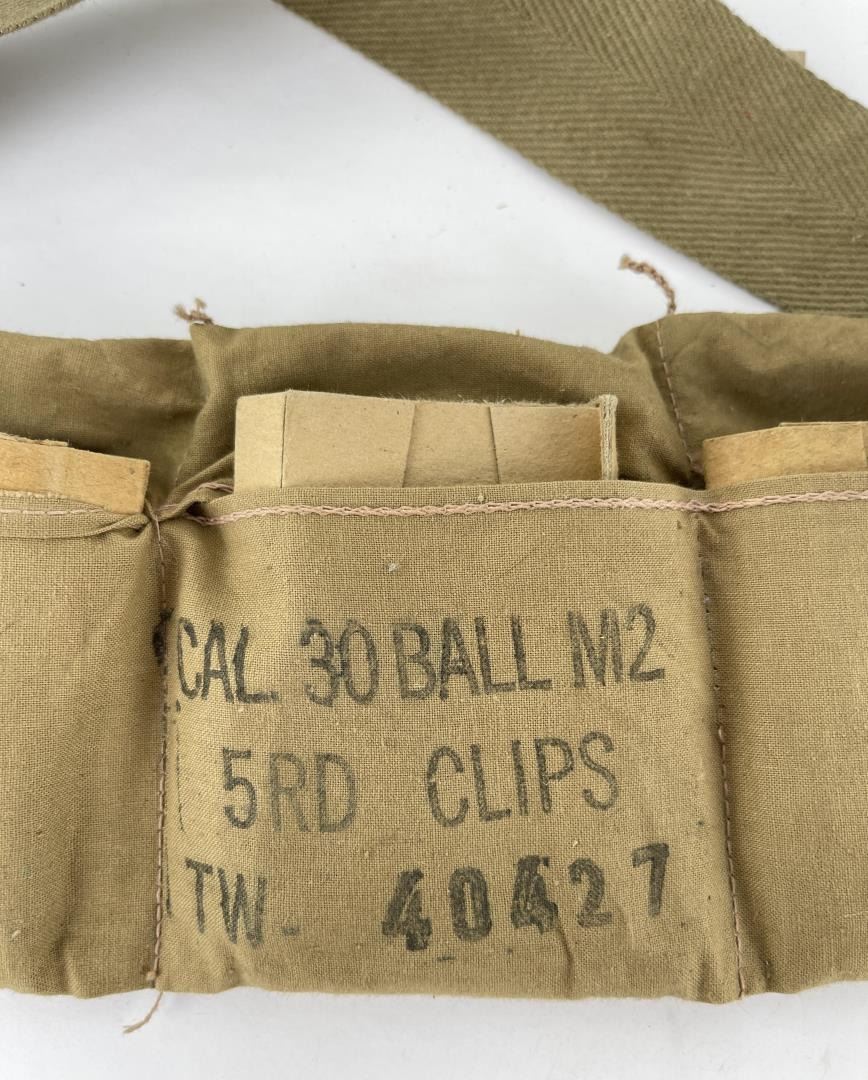 CAL. 30 BALL M2
5RD CLIPS
TW- 40427